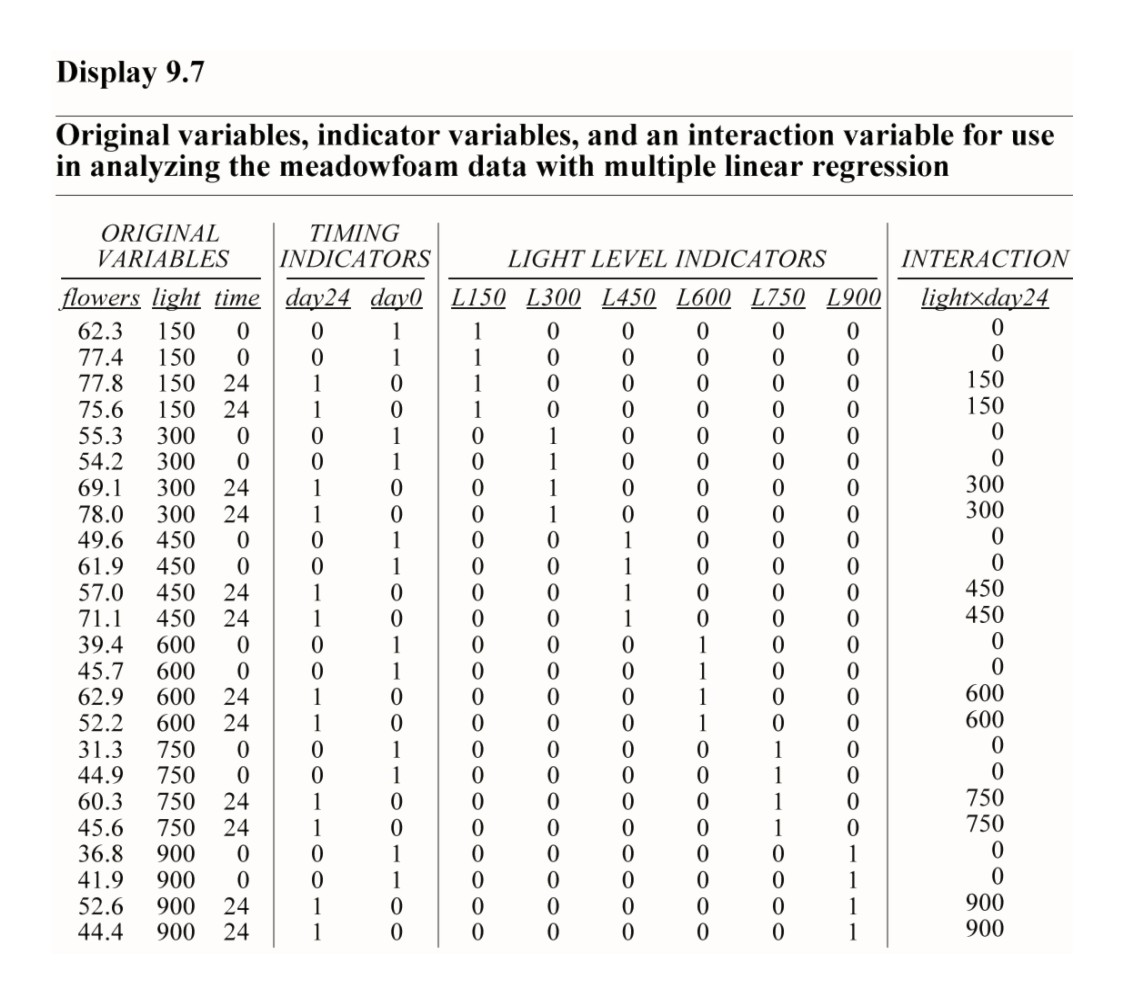 Display 9.7
Original variables, indicator variables, and an interaction variable for use
in analyzing the meadowfoam data with multiple linear regression
ORIGINAL TIMING
VARIABLES INDICATORS LIGHT LEVEL INDICATORS INTERACTION
flowers light time day24 day0 L150 L300 L450 L600 L750 L900 light×day24
62.3 150 0 0 1 1 0 0 0 0 0 0
77.4 150 0 0 1 1 0 0 0 0 0 0
77.8 150 24 1 0 1 0 0 0 0 0 150
75.6 150 24 1 0 1 0 0 0 0 0 150
55.3 300 0 0 1 0 1 0 0 0 0 0
54.2 300 0 0 1 0 1 0 0 0 0 0
69.1 300 24 1 0 0 1 0 0 0 0 300
78.0 300 24 1 0 0 1 0 0 0 0 300
49.6 450 0 0 1 0 0 1 0 0 0 0
61.9 450 0 0 1 0 0 1 0 0 0 0
57.0 450 24 1 0 0 0 1 0 0 0 450
71.1 450 24 1 0 0 0 1 0 0 0 450
39.4 600 0 0 1 0 0 0 1 0 0 0
45.7 600 0 0 1 0 0 0 1 0 0 0
62.9 600 24 1 0 0 0 0 1 0 0 600
52.2 600 24 1 0 0 0 0 1 0 0 600
31.3 750 0 0 1 0 0 0 0 1 0 0
44.9 750 0 0 1 0 0 0 0 1 0 0
60.3 750 24 1 0 0 0 0 0 1 0 750
45.6 750 24 1 0 0 0 0 0 1 0 750
36.8 900 0 0 1 0 0 0 0 0 1 0
41.9 900 0 0 1 0 0 0 0 0 1 0
52.6 900 24 1 0 0 0 0 0 0 1 900
44.4 900 24 1 0 0 0 0 0 0 1 900